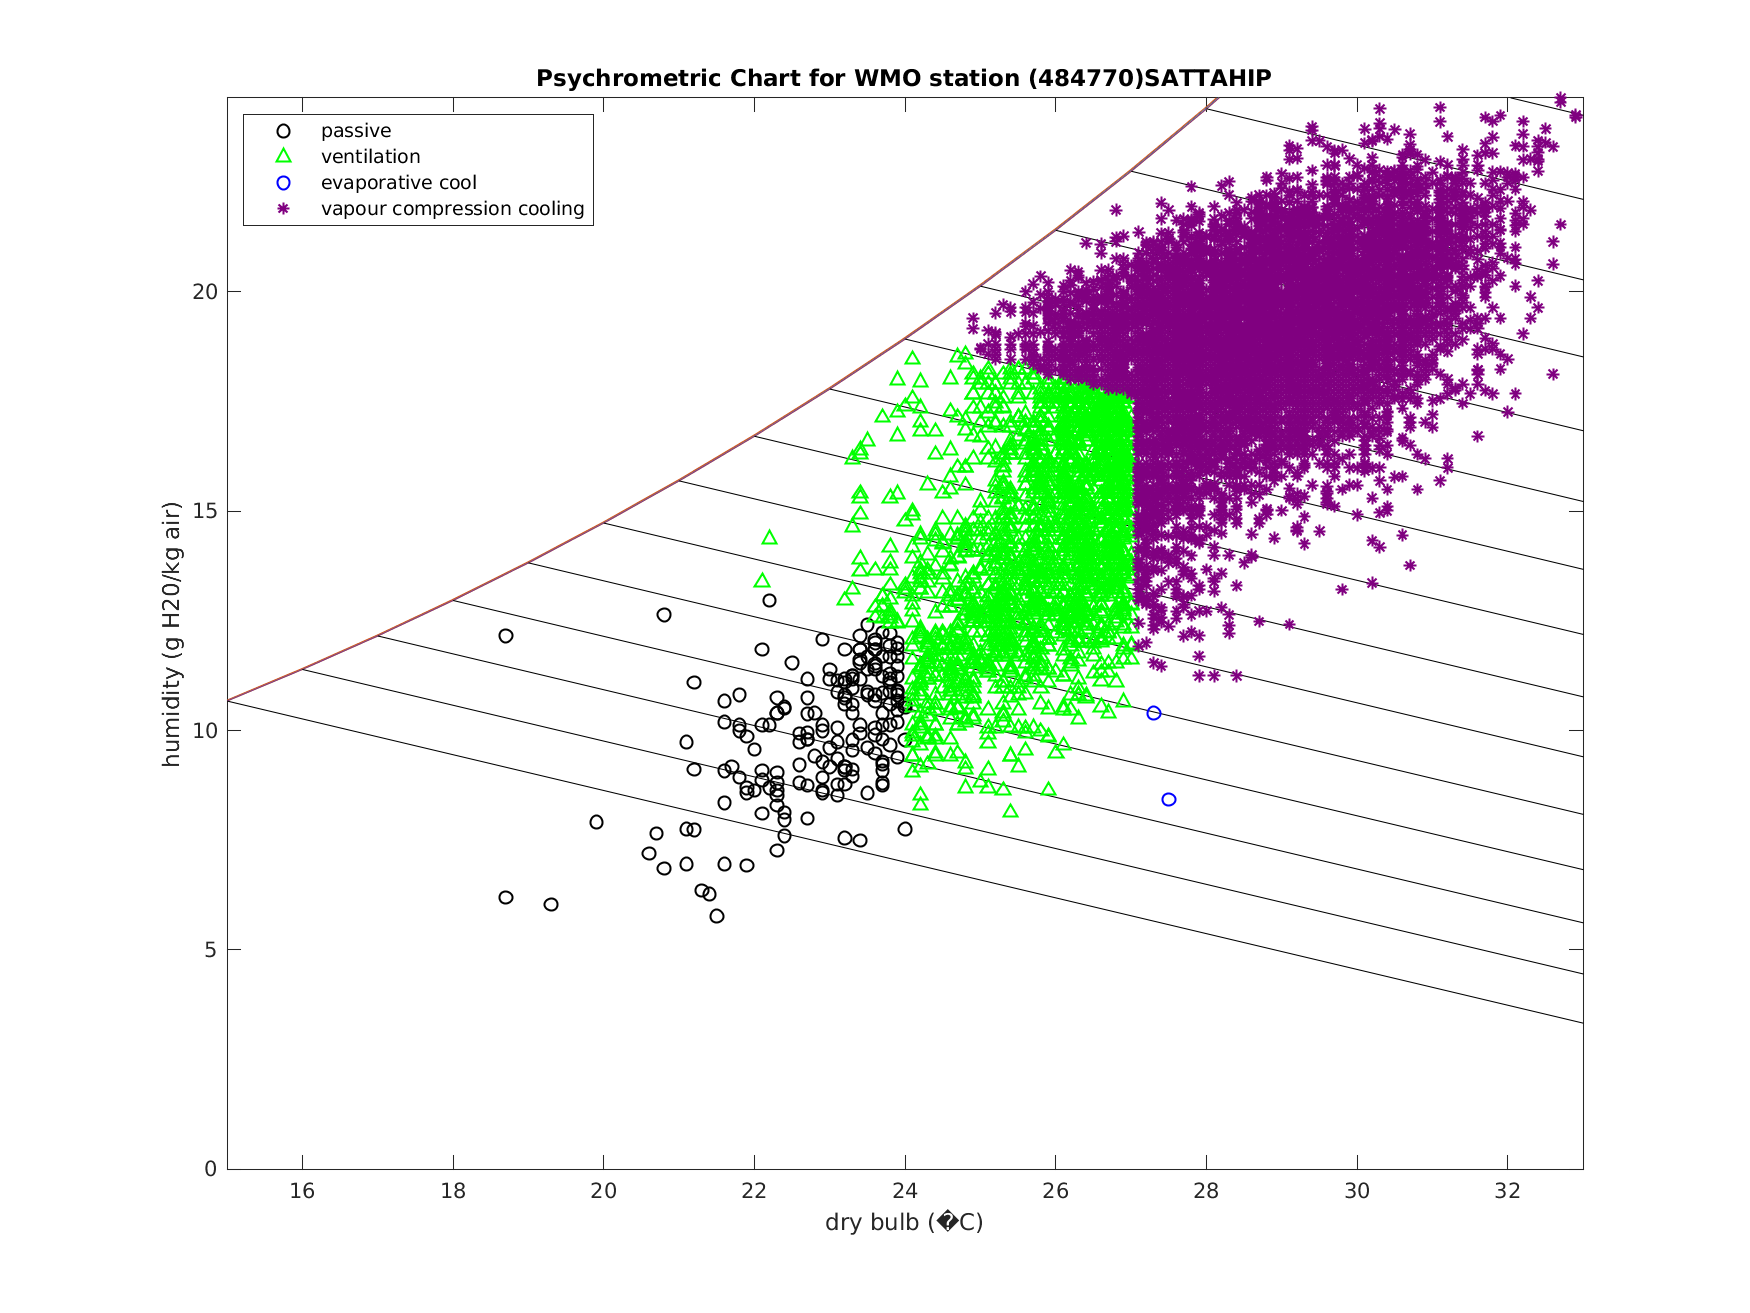 Psychrometric Chart for WMO station (484770)SATTAHIP
passive
ventilation
evaporative cool
vapour compression cooling
humidity (g H20/kg air)
20
15
10
5
0
16 18 20 22 24 26 28 30 32
dry bulb (�C)